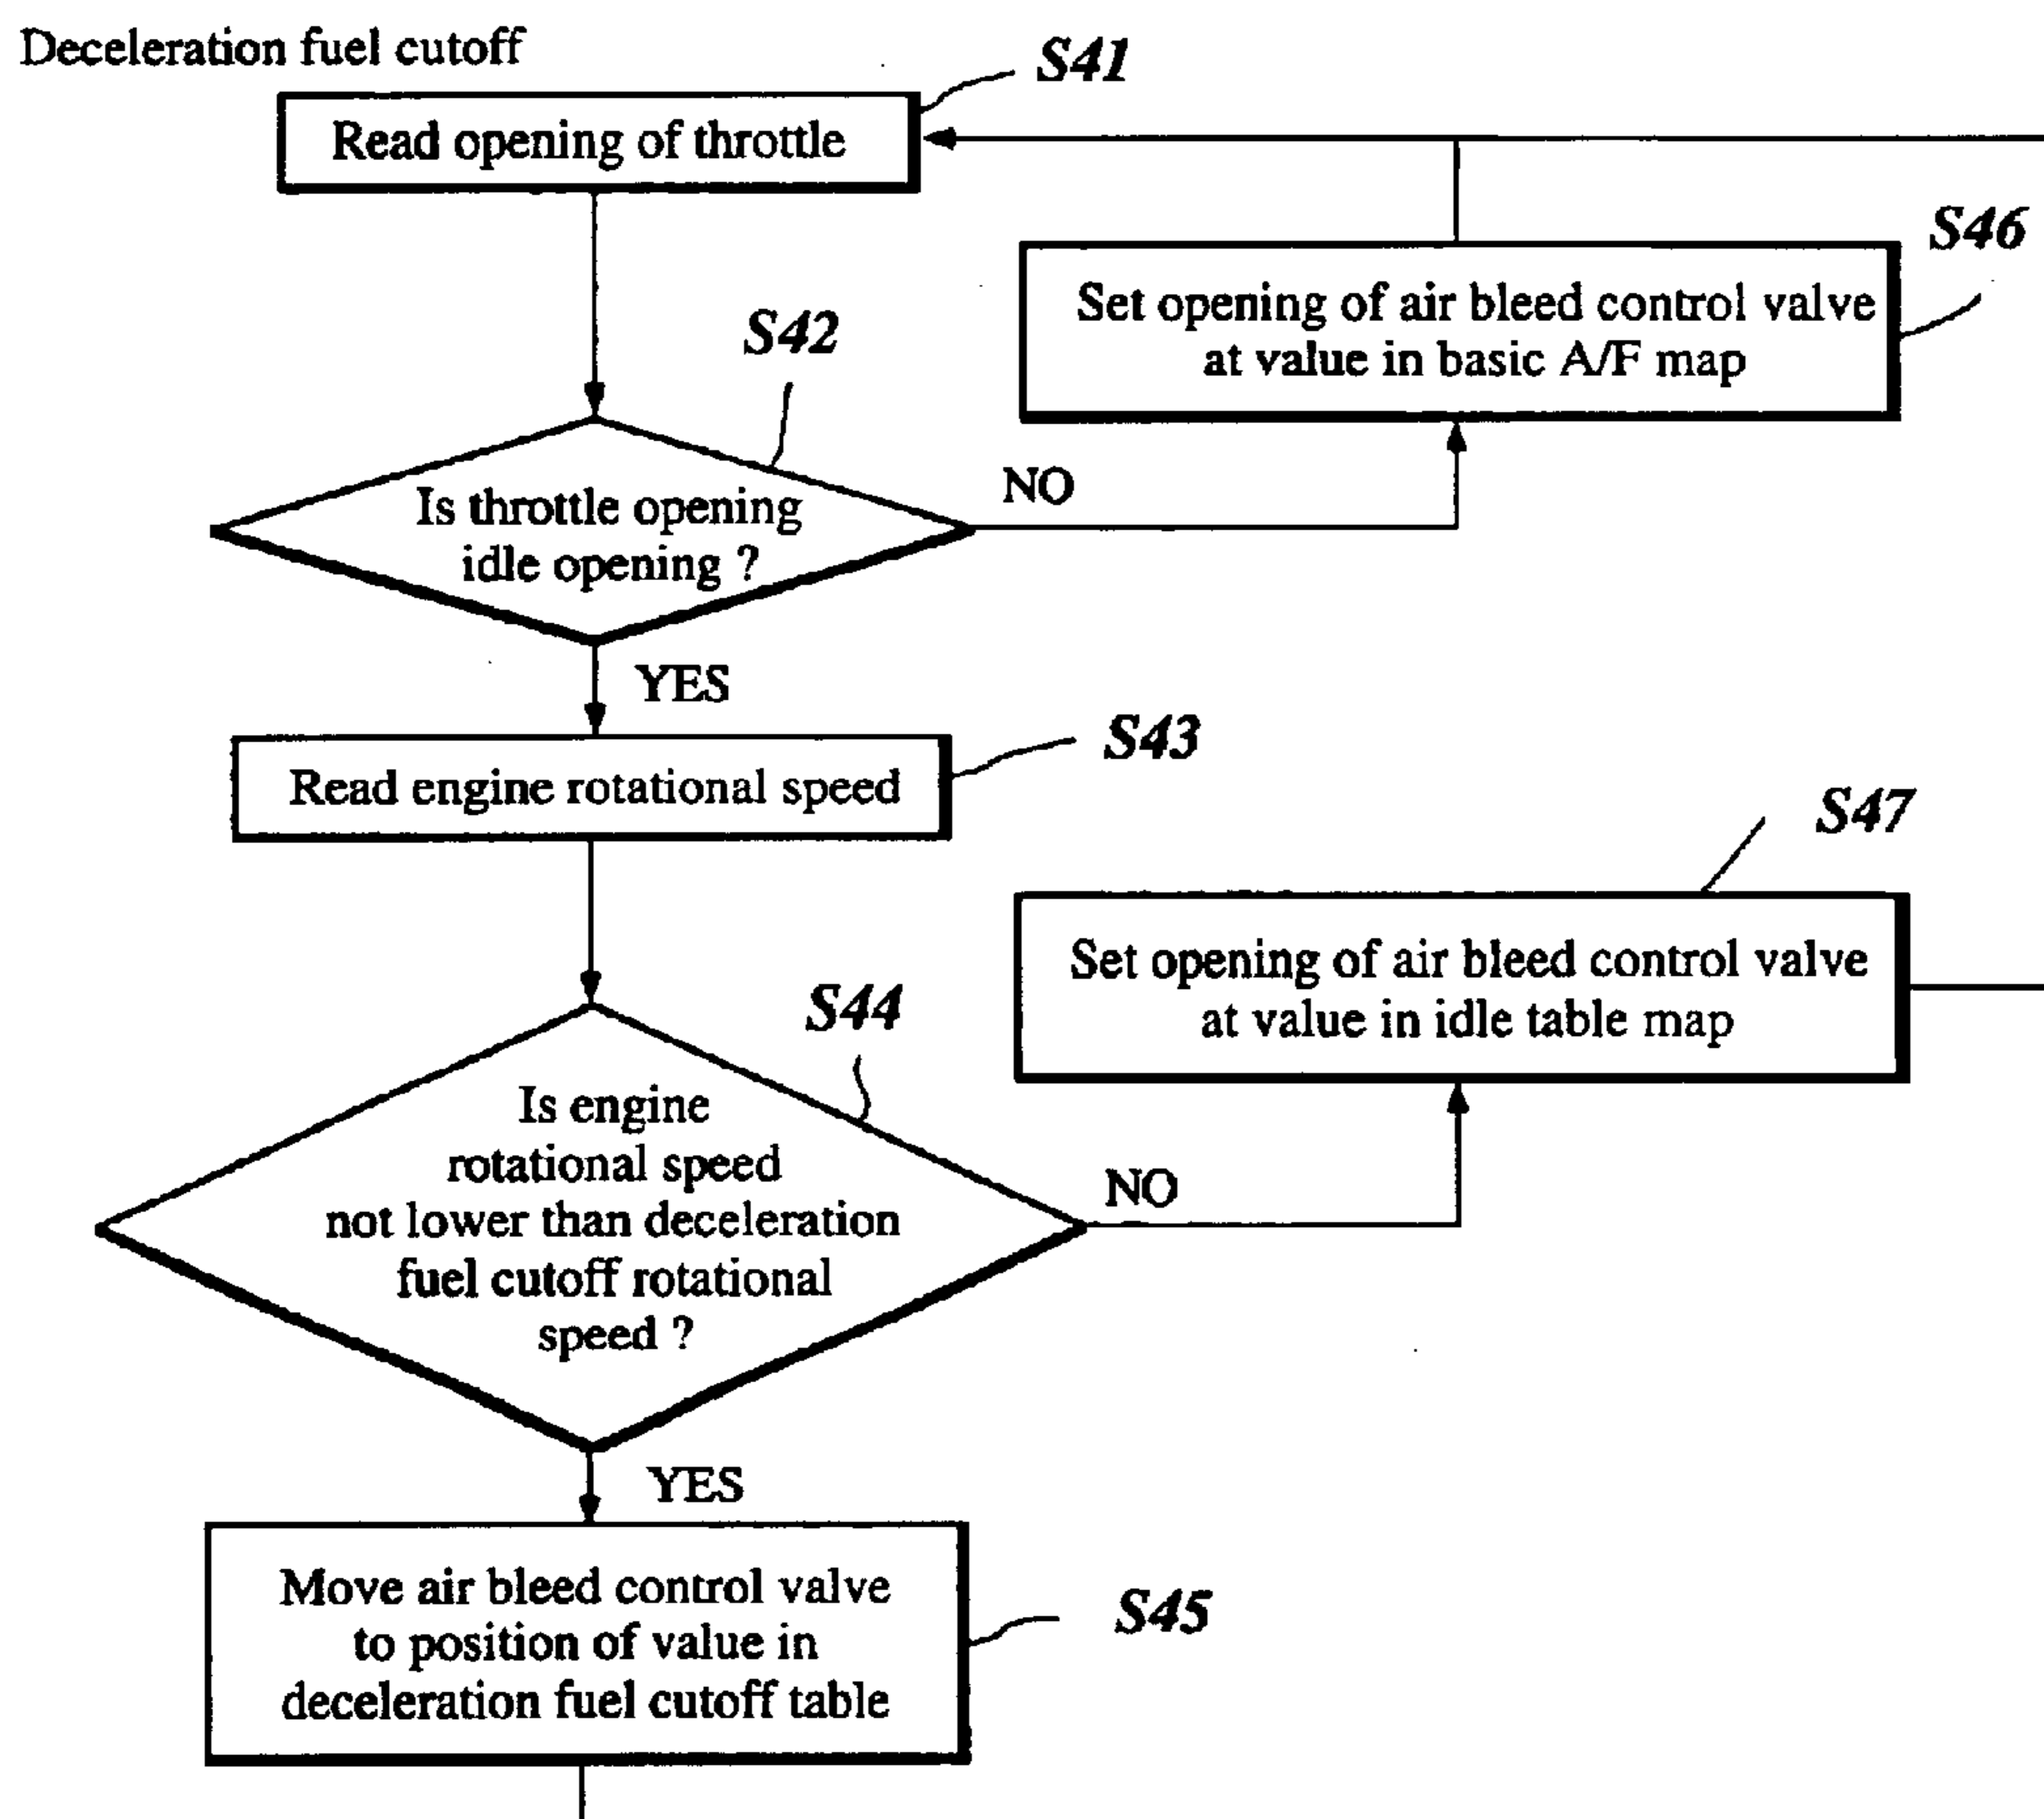 Deceleration fuel cutoff
S41
Read opening of throttle
S46
Set opening of air bleed control valve
at value in basic A/F map
S42
Is throttle opening
idle opening ?
NO
YES
S43
Read engine rotational speed
S47
Set opening of air bleed control valve
at value in idle table map
S44
Is engine
rotational speed
not lower than deceleration
fuel cutoff rotational
speed ?
NO
YES
S45
Move air bleed control valve
to position of value in
deceleration fuel cutoff table